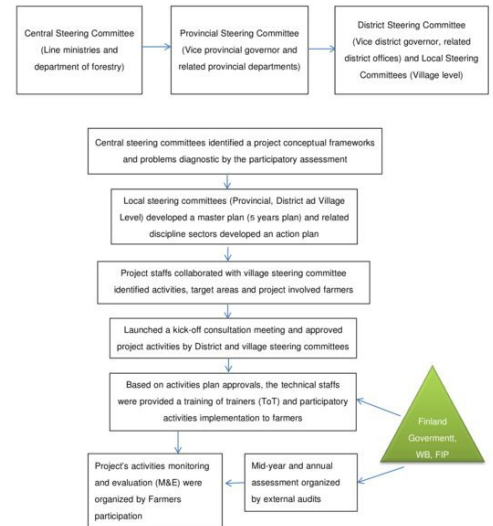 Central Steering Committee
(Line ministries and
department of forestry)
Provincial Steering Committee
(Vice provincial governor and
related provincial departments)
District Steering Committee
(Vice district governor, related
district offices) and Local Steering
Committees (Village level)
Central steering committees identified a project conceptual frameworks
and problems diagnostic by the participatory assessment
Local steering committees (Provincial, District ad Village
Level) developed a master plan (5 years plan) and related
discipline sectors developed an action plan
Project staffs collaborated with village steering committee
identified activities, target areas and project involved farmers
Launched a kick-off consultation meeting and approved
project activities by District and village steering committees
Based on activities plan approvals, the technical staffs
were provided a training of trainers (ToT) and participatory
activities implementation to farmers
Finland
Govermentt,
WB, FIP
Project's activities monitoring
and evaluation (M&E) were
organized by Farmers
participation
Mid-year and annual
assessment organized
by external audits